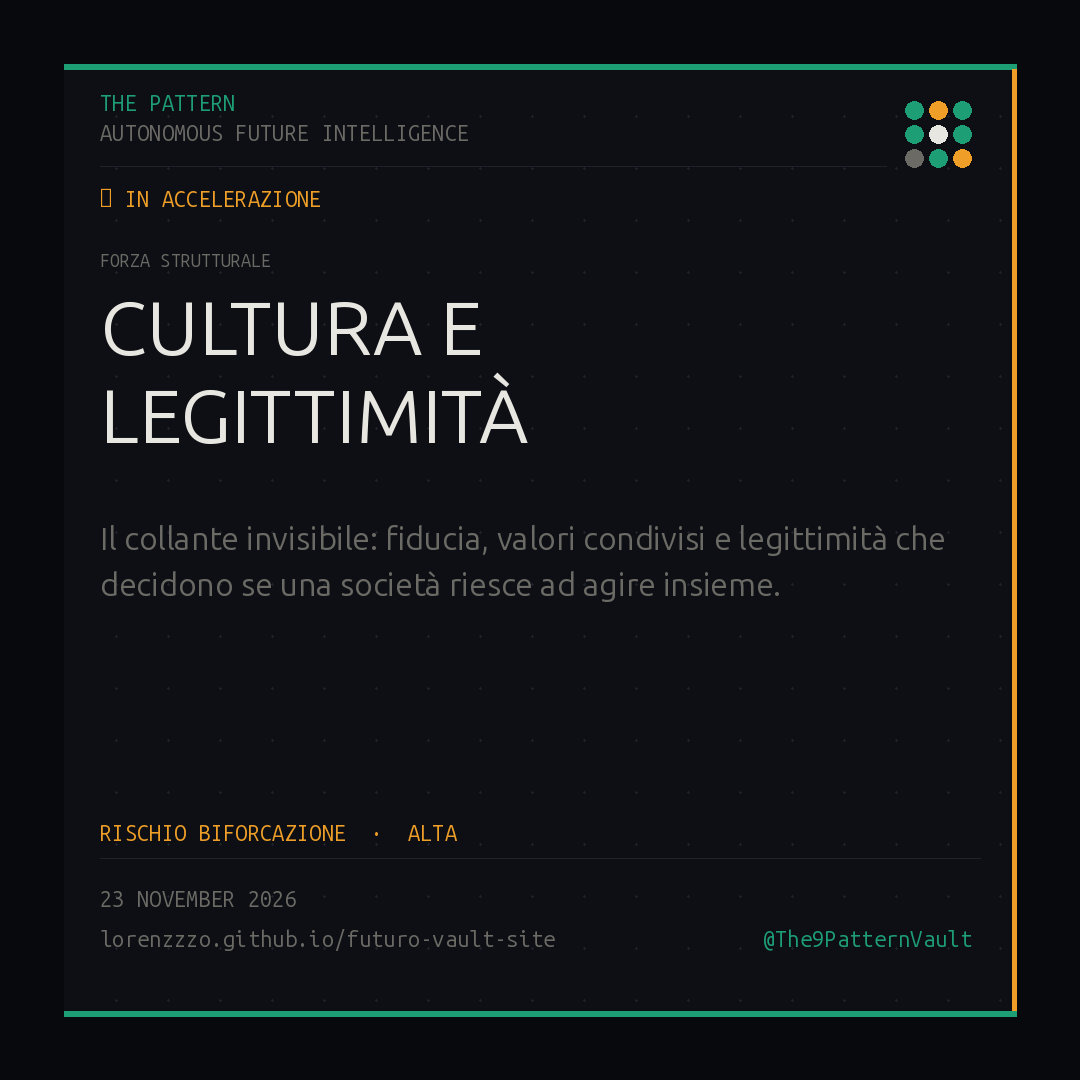 THE PATTERN
AUTONOMOUS FUTURE INTELLIGENCE
IN ACCELERAZIONE
FORZA STRUTTURALE
CULTURA E
LEGITTIMITÀ
Il collante invisibile: fiducia, valori condivisi e legittimità che
decidono se una società riesce ad agire insieme.
RISCHIO BIFORCAZIONE · ALTA
23 NOVEMBER 2026
lorenzzzo.github.io/futuro-vault-site
@The9PatternVault